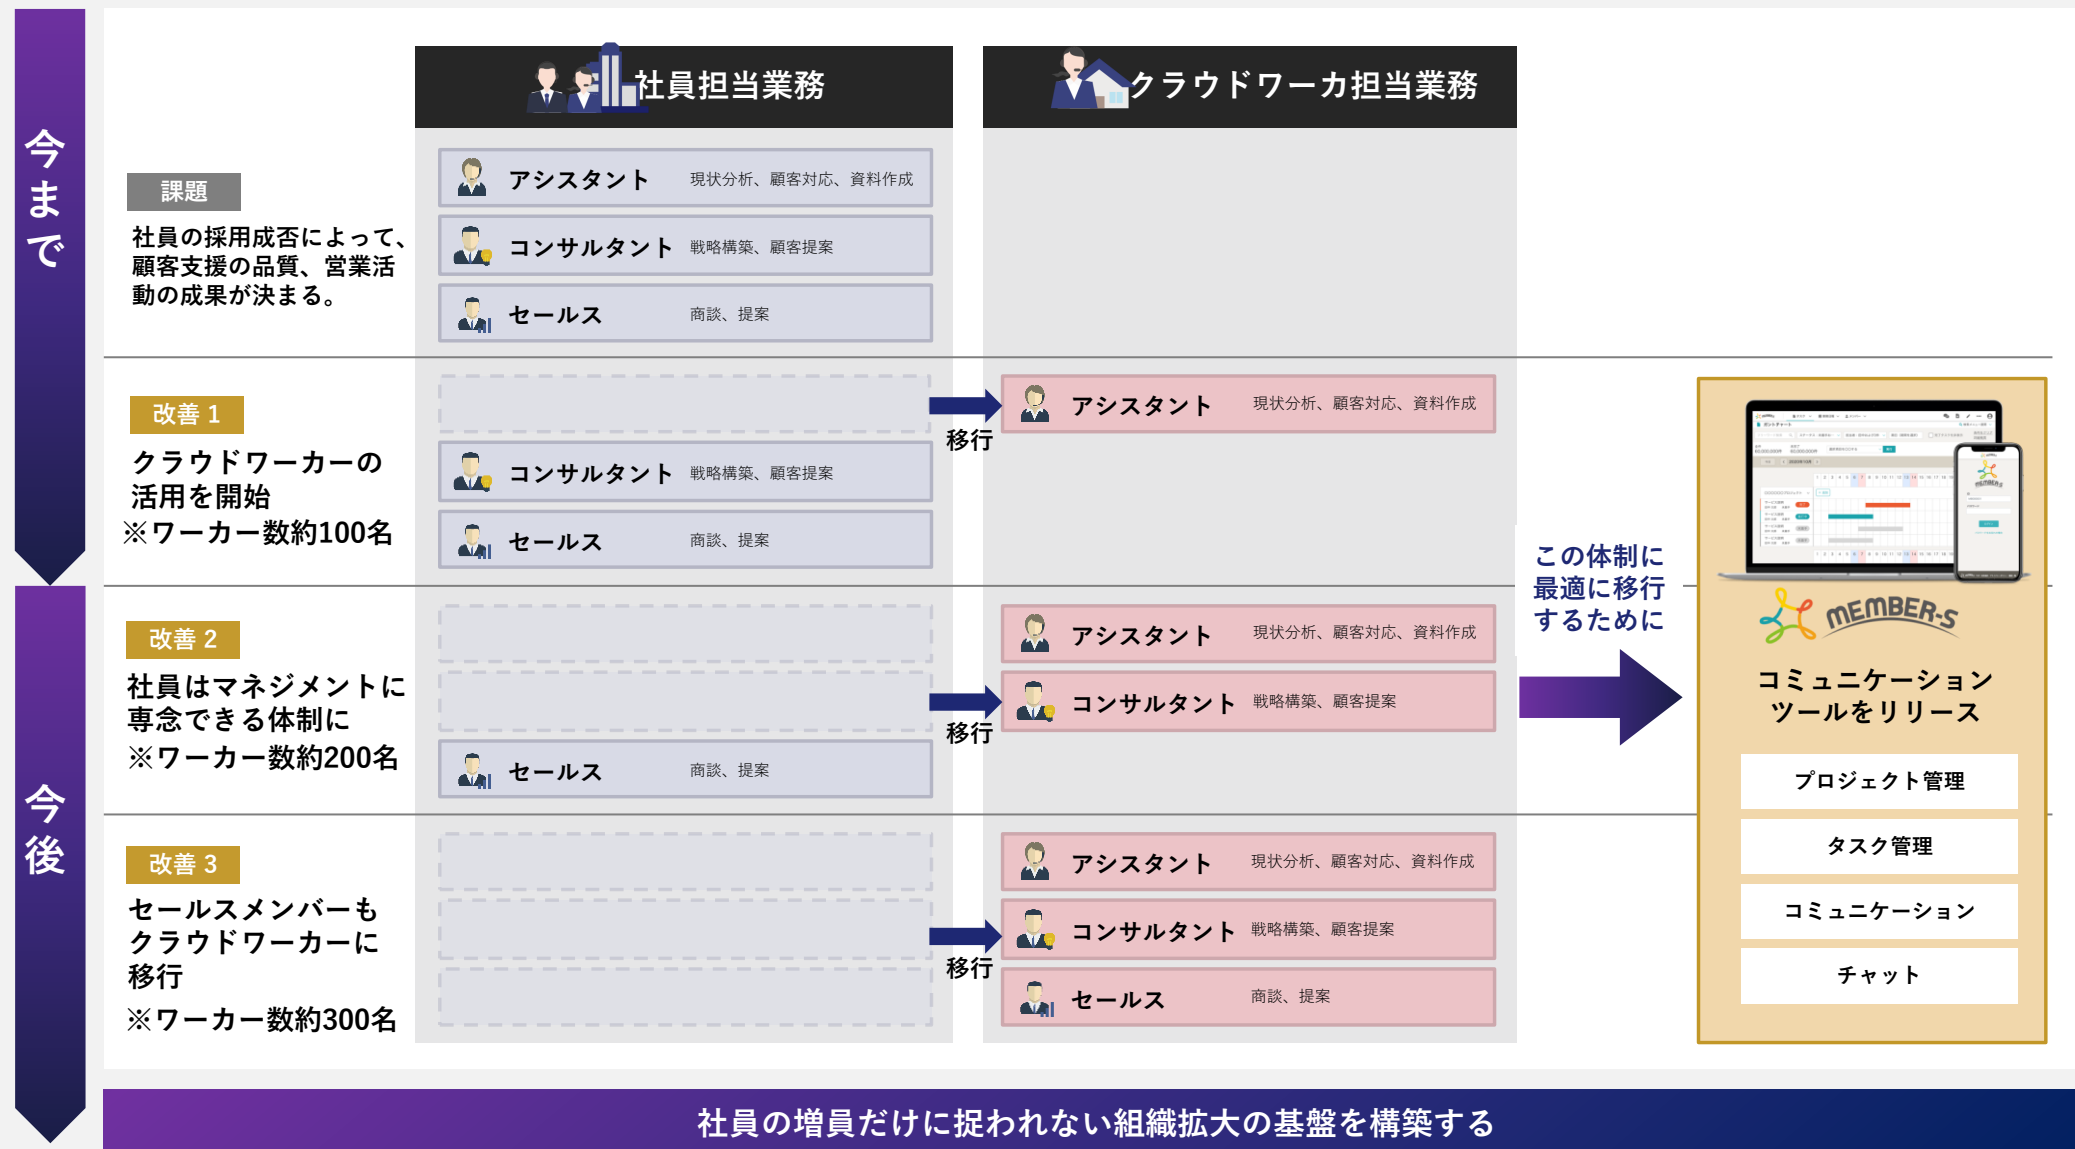 今まで
社員担当業務
クラウドワーカ担当業務
課題
社員の採用成否によって、
顧客支援の品質、営業活
動の成果が決まる。
アシスタント 現状分析、顧客対応、資料作成
コンサルタント 戦略構築、顧客提案
セールス 商談、提案
改善 1
クラウドワーカーの
活用を開始
※ワーカー数約100名
コンサルタント 戦略構築、顧客提案
セールス 商談、提案
移行
アシスタント 現状分析、顧客対応、資料作成
今後
改善 2
社員はマネジメントに
専念できる体制に
※ワーカー数約200名
セールス 商談、提案
移行
アシスタント 現状分析、顧客対応、資料作成
コンサルタント 戦略構築、顧客提案
改善 3
セールスメンバーも
クラウドワーカーに
移行
※ワーカー数約300名
移行
アシスタント 現状分析、顧客対応、資料作成
コンサルタント 戦略構築、顧客提案
セールス 商談、提案
この体制に
最適に移行
するために
ガントチャート
MEMBER-S
MEMBER-S
コミュニケーション
ツールをリリース
プロジェクト管理
タスク管理
コミュニケーション
チャット
社員の増員だけに捉われない組織拡大の基盤を構築する